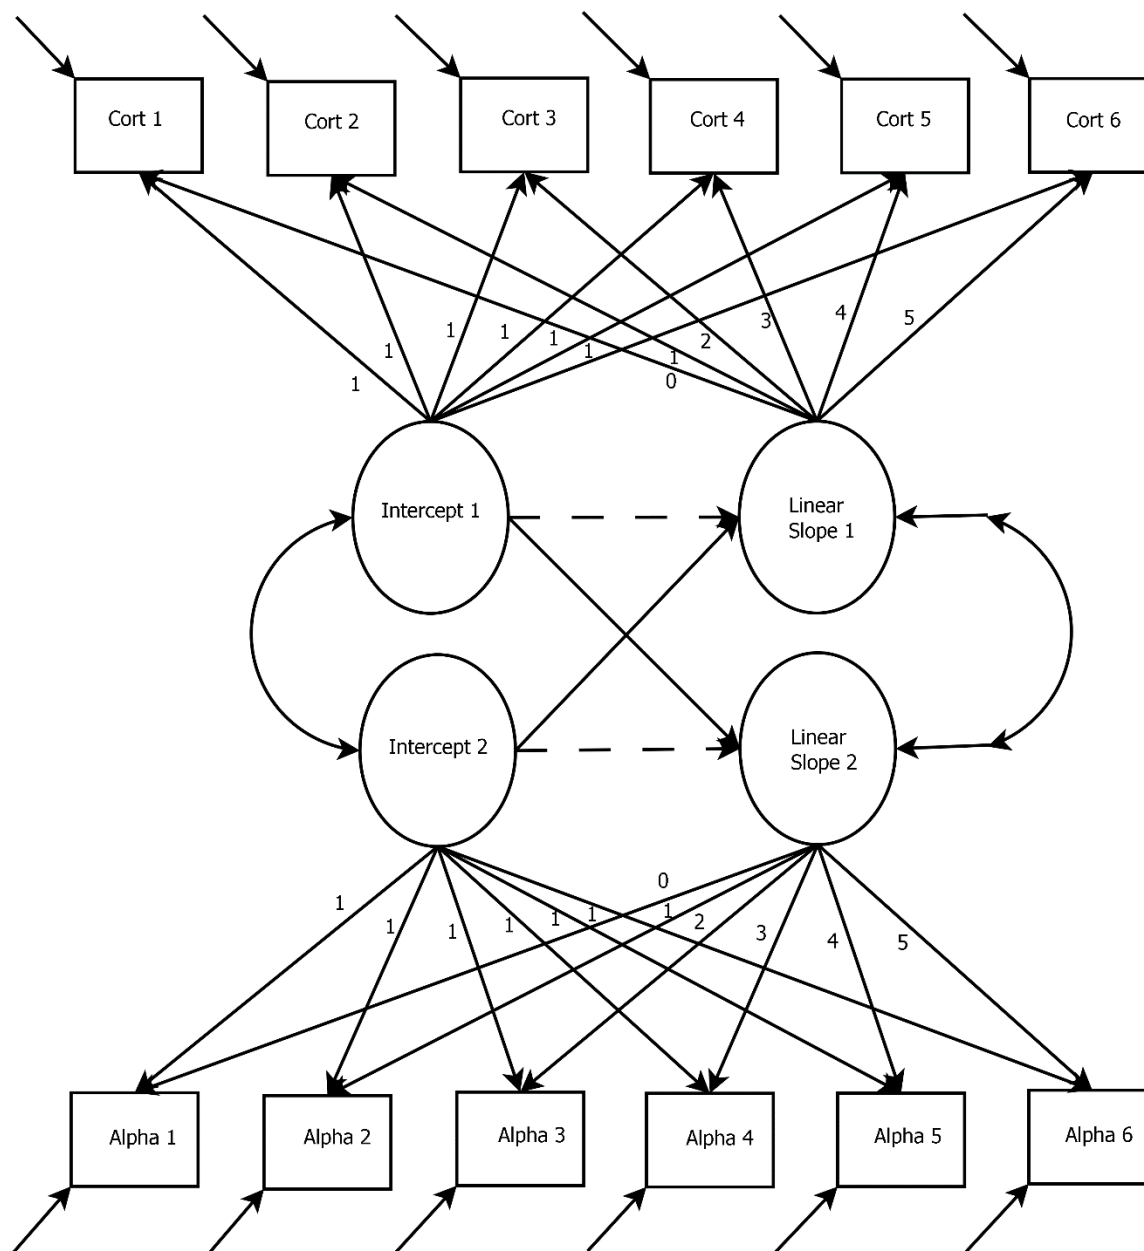 Cort 1
Cort 2
Cort 3
Cort 4
Cort 5
Cort 6
1
1
1
1
1
1
0
1
2
3
4
5
Intercept 1
Linear
Slope 1
Intercept 2
Linear
Slope 2
1
1
1
1
1
1
0
1
2
3
4
5
Alpha 1
Alpha 2
Alpha 3
Alpha 4
Alpha 5
Alpha 6